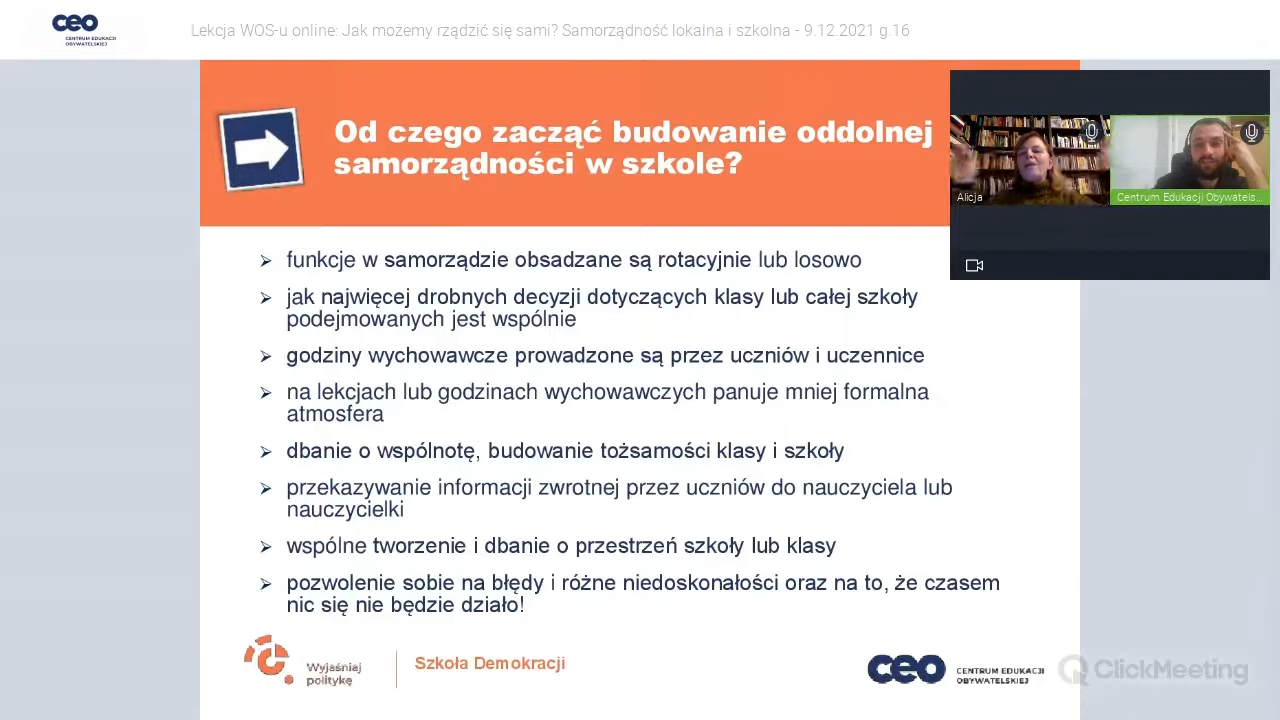 ceo
CENTRUM EDUKACJI
OBYWATELSKIEJ
Lekcja WOS-u online: Jak możemy rządzić się sami? Samorządność lokalna i szkolna - 9.12.2021 g.16
Od czego zacząć budowanie oddolnej
samorządności w szkole?
Alicja
Centrum Edukacji Obywatels...
funkcje w samorządzie obsadzane są rotacyjnie lub losowo
jak najwięcej drobnych decyzji dotyczących klasy lub całej szkoły
podejmowanych jest wspólnie
godziny wychowawcze prowadzone są przez uczniów i uczennice
na lekcjach lub godzinach wychowawczych panuje mniej formalna
atmosfera
dbanie o wspólnotę, budowanie tożsamości klasy i szkoły
przekazywanie informacji zwrotnej przez uczniów do nauczyciela lub
nauczycielki
wspólne tworzenie i dbanie o przestrzeń szkoły lub klasy
pozwolenie sobie na błędy i różne niedoskonałości oraz na to, że czasem
nic się nie będzie działo!
Wyjaśniaj
politykę
Szkoła Demokracji
ceo
CENTRUM EDUKACJI
OBYWATELSKIEJ
ClickMeeting